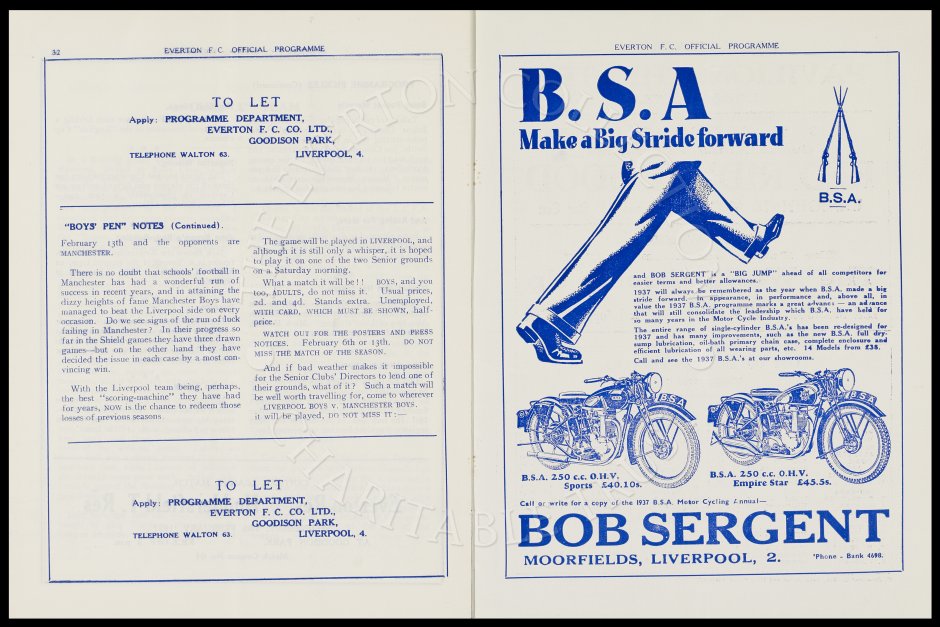 32
EVERTON F. C. OFFICIAL PROGRAMME
TO LET
Apply: PROGRAMME DEPARTMENT,
EVERTON F. C. CO. LTD.,
GOODISON PARK,
TELEPHONE WALTON 63. LIVERPOOL, 4.
"BOYS' PEN" NOTES (Continued).
February 13th and the opponents are
MANCHESTER.
There is no doubt that schools' football in
Manchester has had a wonderful run of
success in recent years, and in attaining the
dizzy heights of fame Manchester Boys have
managed to beat the Liverpool side on every
occasion. Do we see signs of the run of luck
failing in Manchester? In their progress so
far in the Shield games they have three drawn
games—but on the other hand they have
decided the issue in each case by a most con-
vincing win.
With the Liverpool team being, perhaps,
the best "scoring-machine" they have had
for years, NOW is the chance to redeem those
losses of previous seasons
The game will be played in LIVERPOOL, and
although it is still only a whisper, it is hoped
to play it on one of the two Senior grounds
on a Saturday morning.
What a match it will be!! BOYS, and you
too, ADULTS, do not miss it. Usual prices,
2d. and 4d. Stands extra. Unemployed,
WITH CARD, WHICH MUST BE SHOWN, half-
price.
WATCH OUT FOR THE POSTERS AND PRESS
NOTICES. February 6th or 13th. DO NOT
MISS THE MATCH OF THE SEASON.
And if bad weather makes it impossible
for the Senior Clubs' Directors to lend one of
their grounds, what of it? Such a match will
be well worth travelling for, come to wherever
LIVERPOOL BOYS V. MANCHESTER BOYS.
it will be played, DO NOT MISS IT:—
TO LET
Apply: PROGRAMME DEPARTMENT,
EVERTON F. C. CO. LTD.,
GOODISON PARK,
TELEPHONE WALTON 63. LIVERPOOL, 4.
EVERTON F. C. OFFICIAL PROGRAMME
B.S.A
Make a Big Stride forward
B.S.A.
and BOB SERGENT is a "BIG JUMP" ahead of all competitors for
easier terms and better allowances.
1937 will always be remembered as the year when B.S.A. made a big
stride forward. In appearance, in performance and, above all, in
value the 1937 B.S.A. programme marks a great advance — an advance
that will still consolidate the leadership which B.S.A. have held for
so many years in the Motor Cycle Industry.
The entire range of single-cylinder B.S.A.'s has been re-designed for
1937 and has many improvements, such as the new B.S.A. full dry-
sump lubrication, oil-bath primary chain case, complete enclosure and
efficient lubrication of all wearing parts, etc. 14 Models from £38.
Call and see the 1937 B.S.A.'s at our showrooms.
BSA
BSA
B.S.A. 250 c.c. O.H.V.
Sports £40.10s.
B.S.A. 250 c.c. O.H.V.
Empire Star £45.5s.
Call or write for a copy of the 1937 B.S.A. Motor Cycling Annual—
BOB SERGENT
MOORFIELDS, LIVERPOOL, 2. 'Phone - Bank 4698.